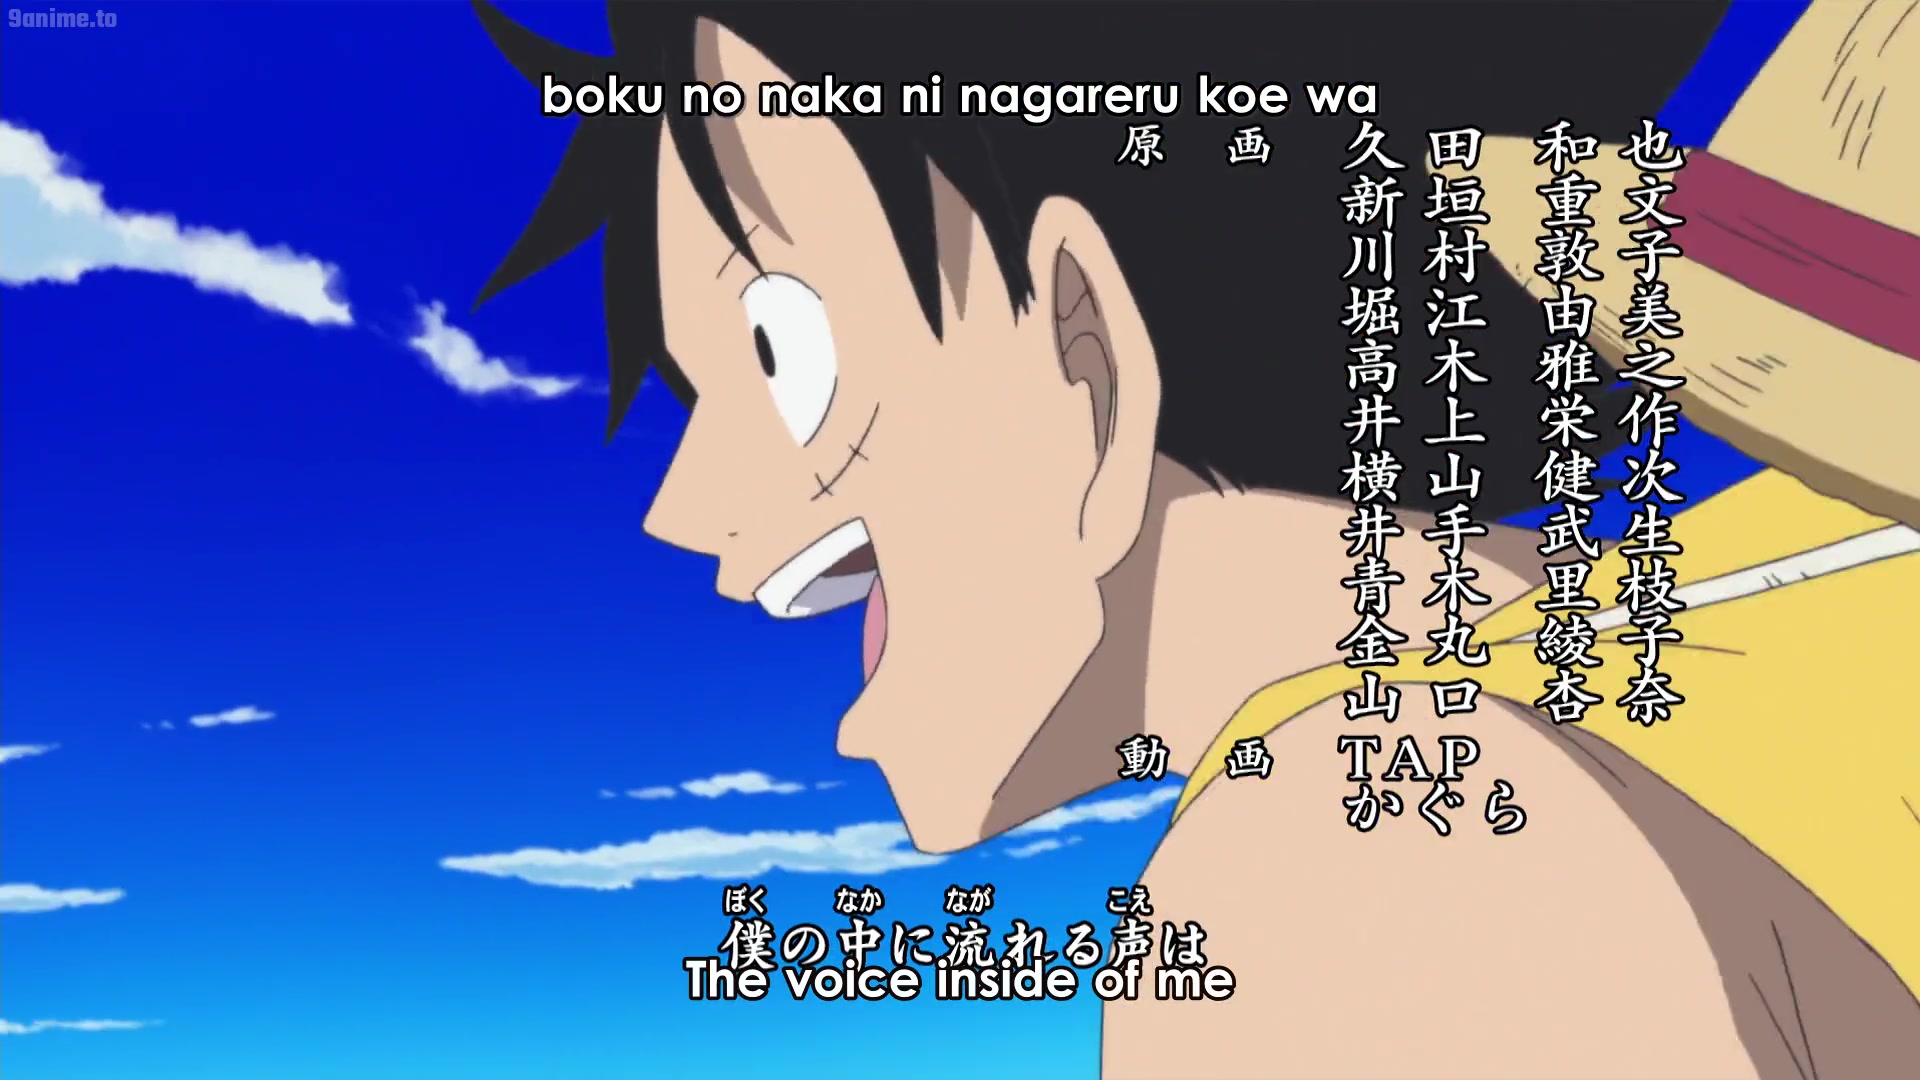 9anime.to
boku no naka ni nagareru koe wa
原画 久田和也
新垣重文
川村敦子
堀江由美
高木雅之
井上栄作
横山健次
井手武生
青木里枝
金丸綾子
山口杏奈
動画 TAP
かぐら
ぼく なか なが こえ
僕の中に流れる声は
The voice inside of me